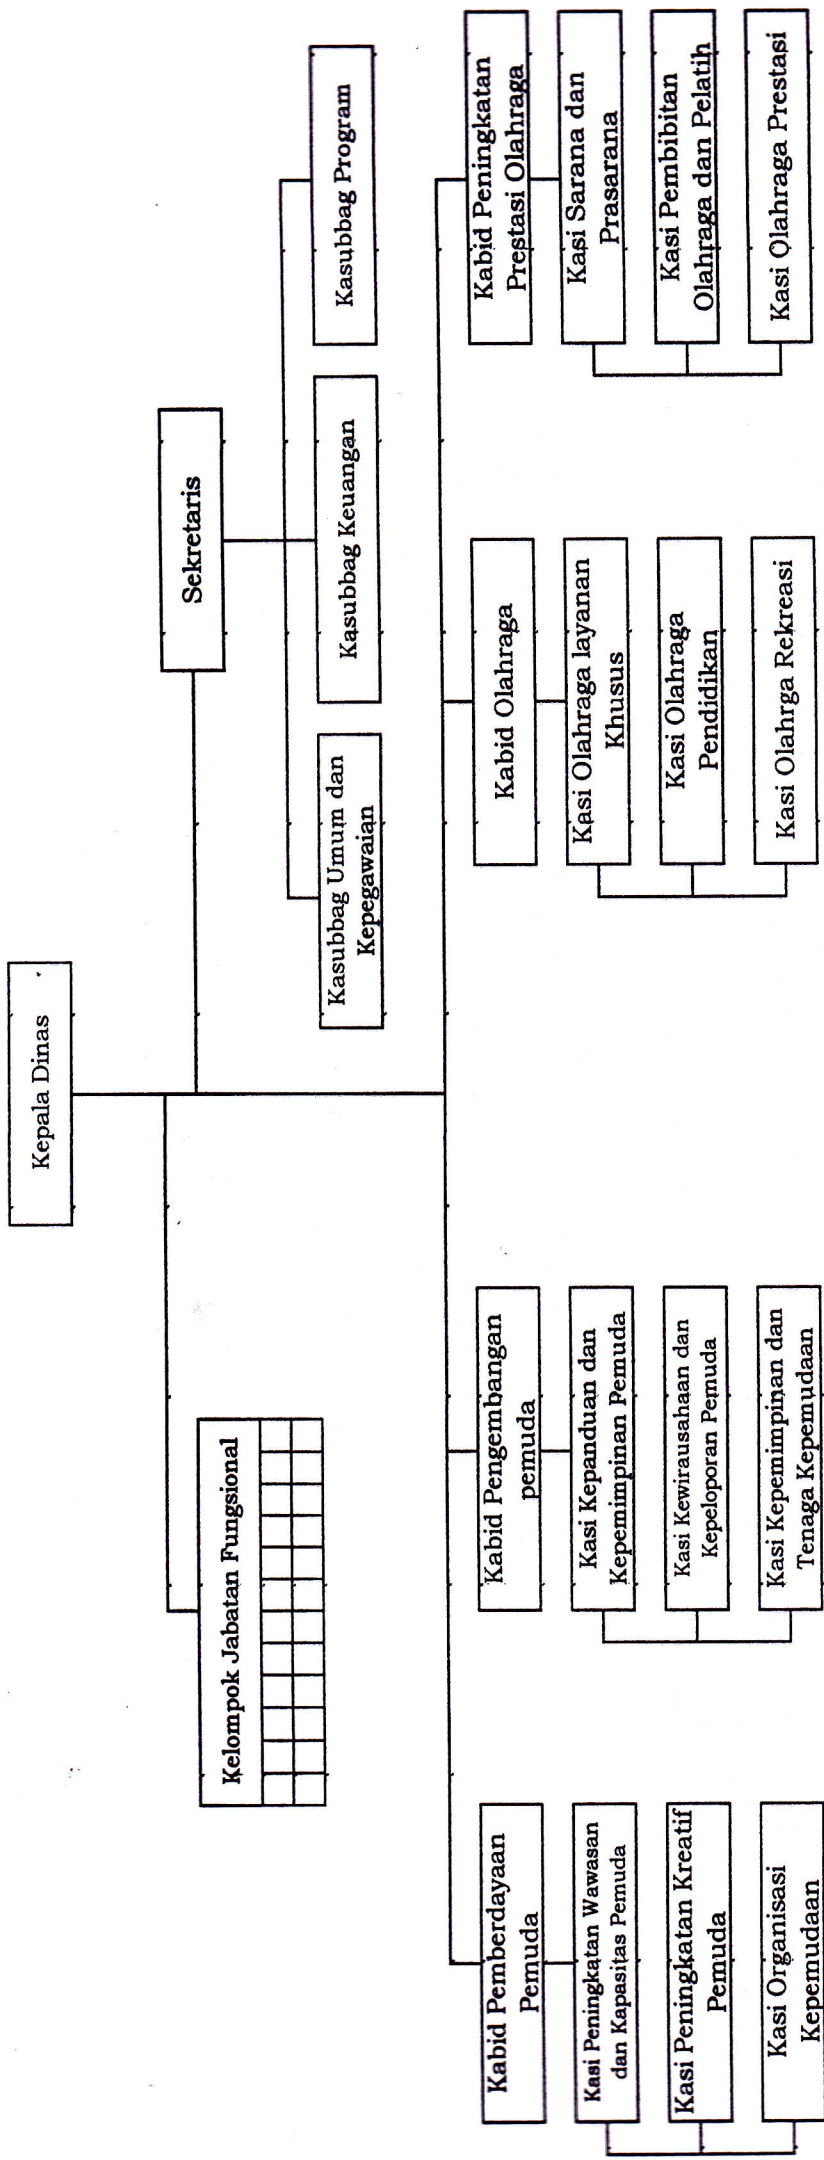 Kepala Dinas
Sekretaris
Kelompok Jabatan Fungsional
Kasubbag Umum dan
Kepegawaian
Kasubbag Keuangan
Kasubbag Program
Kabid Pemberdayaan
Pemuda
Kasi Peningkatan Wawasan
dan Kapasitas Pemuda
Kasi Peningkatan Kreatif
Pemuda
Kasi Organisasi
Kepemudaan
Kabid Pengembangan
pemuda
Kasi Kepanduan dan
Kepemimpinan Pemuda
Kasi Kewirausahaan dan
Kepeloporan Pemuda
Kasi Kepemimpinan dan
Tenaga Kepemudaan
Kabid Olahraga
Kasi Olahraga layanan
Khusus
Kasi Olahraga
Pendidikan
Kasi Olahrga Rekreasi
Kabid Peningkatan
Prestasi Olahraga
Kasi Sarana dan
Prasarana
Kasi Pembibitan
Olahraga dan Pelatih
Kasi Olahraga Prestasi